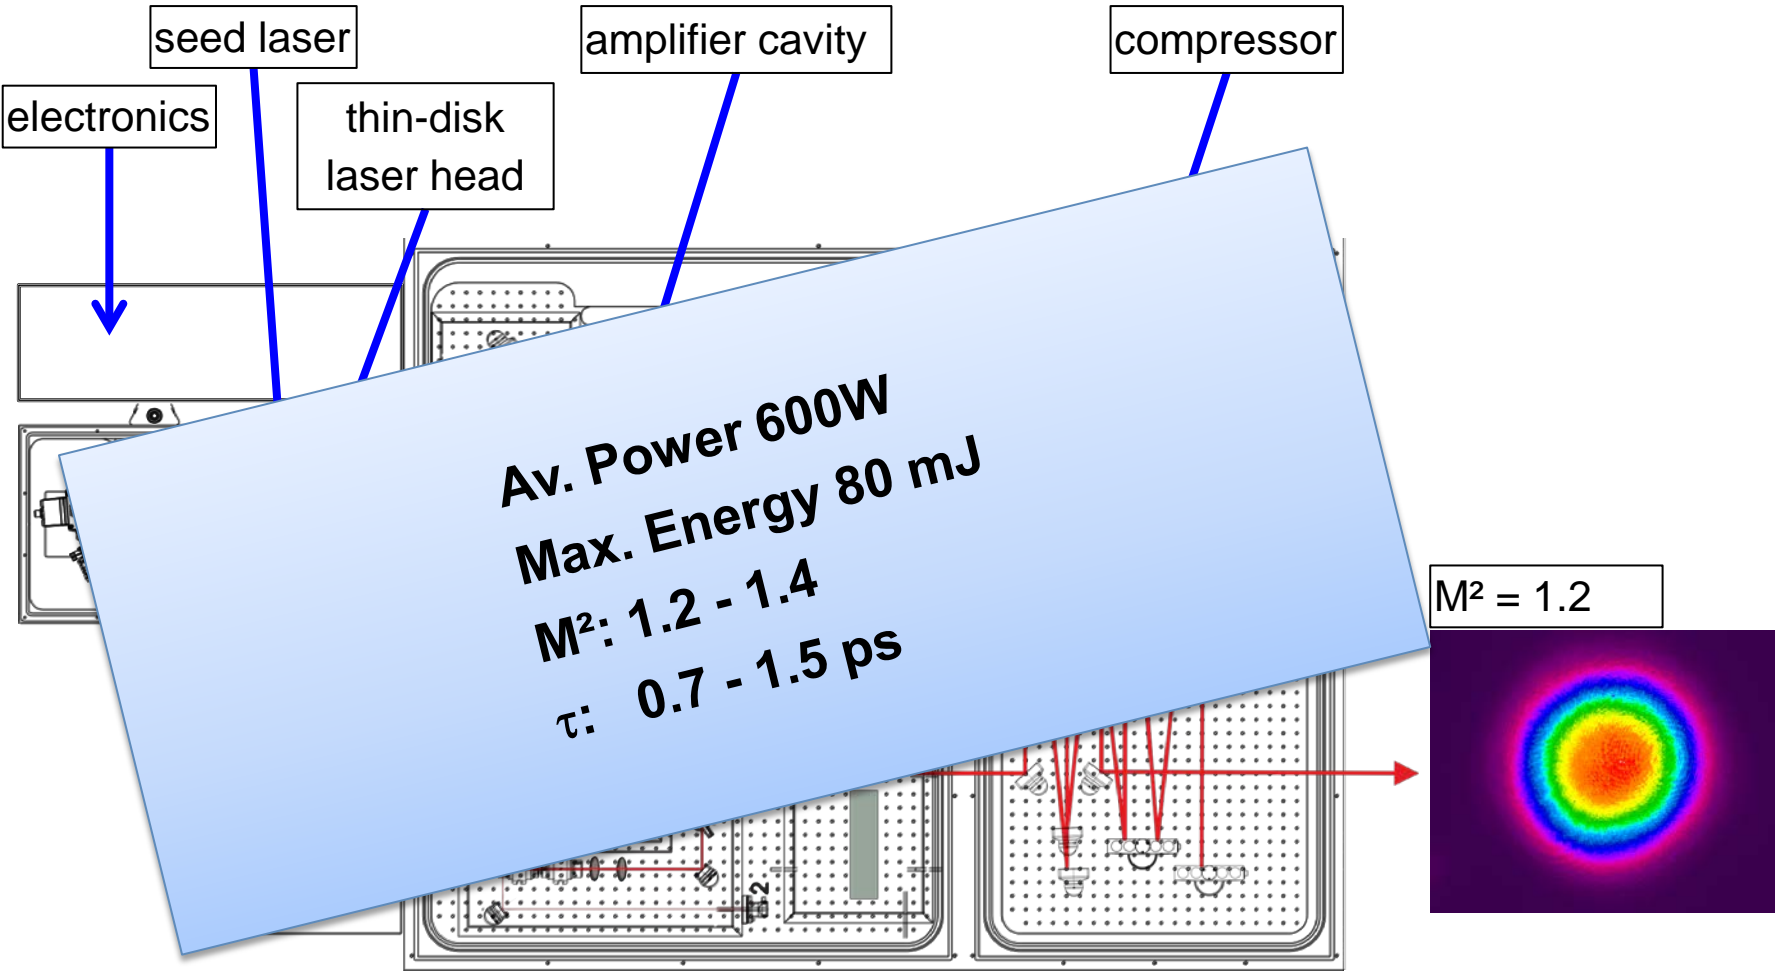 seed laser
amplifier cavity
compressor
electronics
thin-disk
laser head
Av. Power 600W
Max. Energy 80 mJ
M²: 1.2 - 1.4
τ: 0.7 - 1.5 ps
M² = 1.2
2